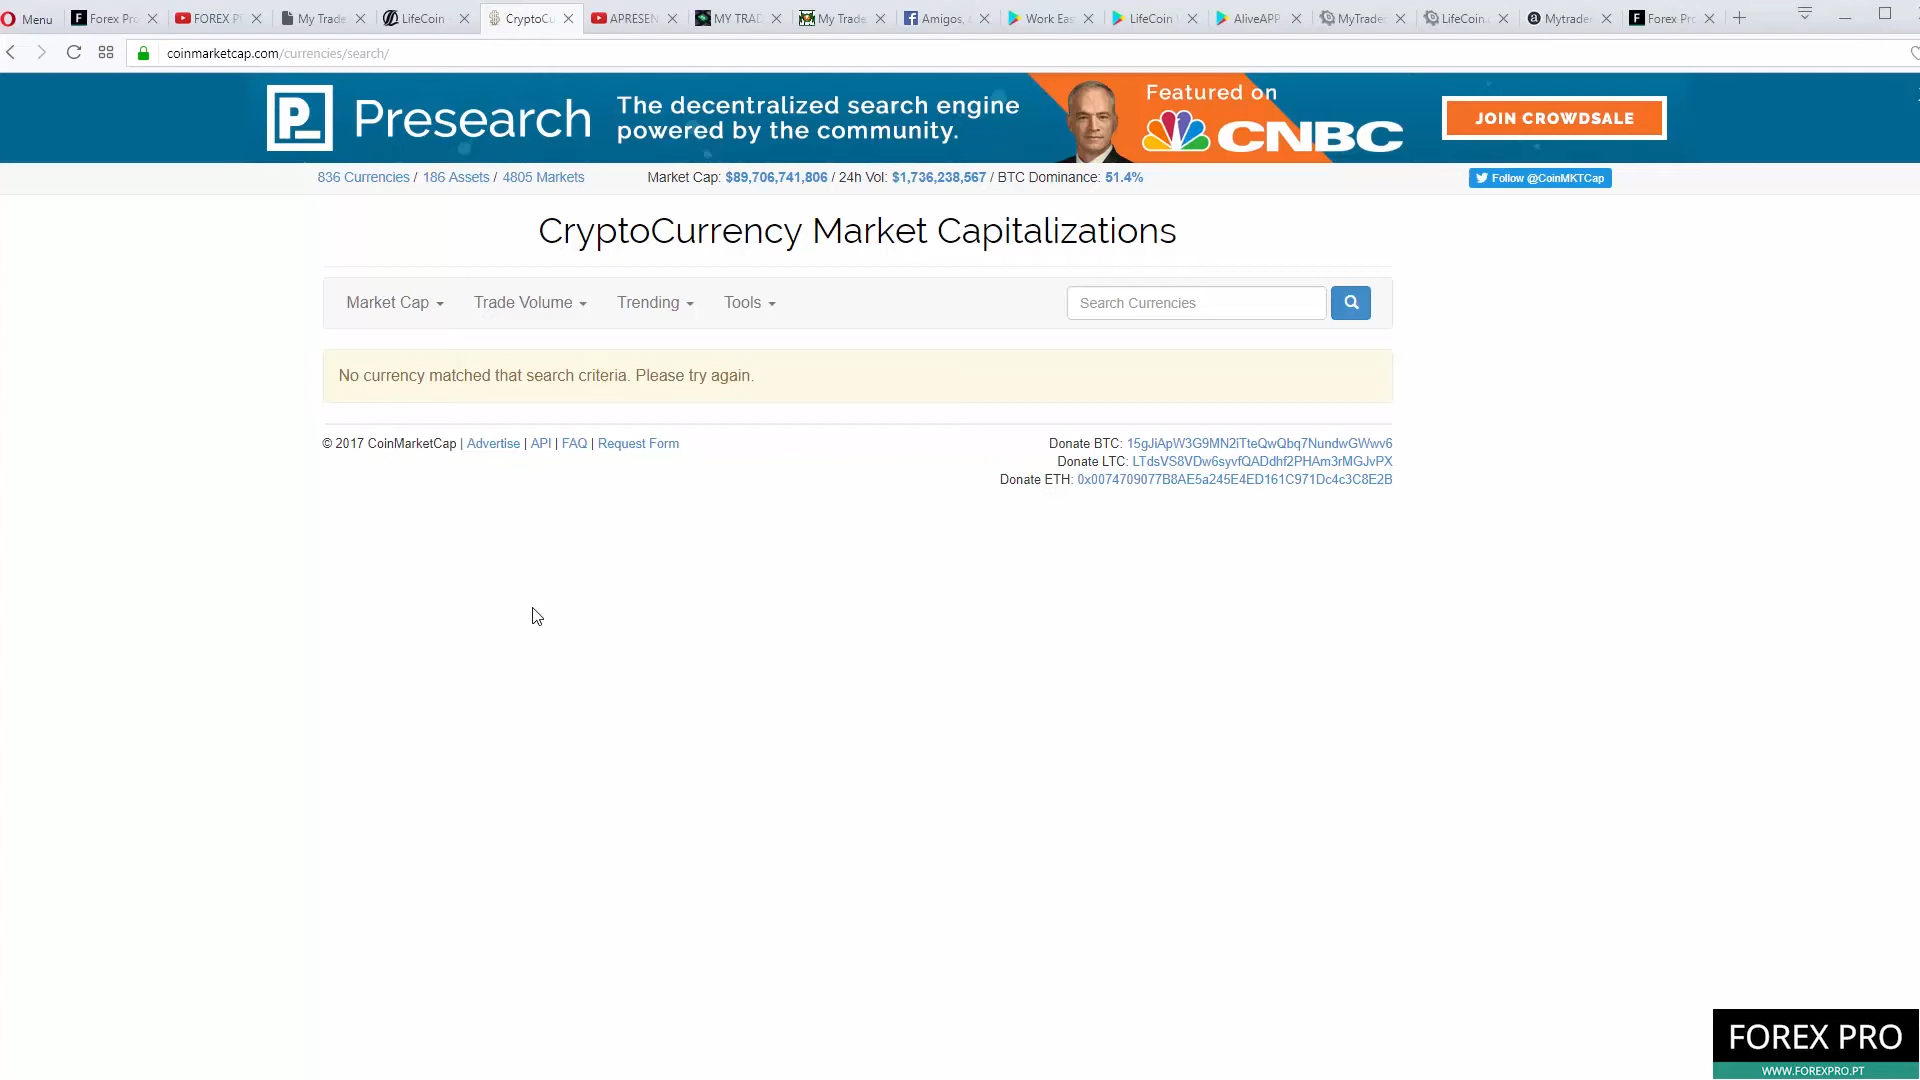 Menu
Forex Pro
FOREX P
My Trade
LifeCoin
CryptoCu
APRESEN
MY TRAD
My Trade
Amigos,
Work Eas
LifeCoin
AliveAPP
MyTrade
LifeCoin.
Mytrade
Forex Pro
coinmarketcap.com/currencies/search/
Presearch
The decentralized search engine
powered by the community.
Featured on
CNBC
JOIN CROWDSALE
836 Currencies / 186 Assets / 4805 Markets
Market Cap: $89,706,741,806 / 24h Vol: $1,736,238,567 / BTC Dominance: 51.4%
Follow @CoinMKTCap
CryptoCurrency Market Capitalizations
Market Cap
Trade Volume
Trending
Tools
Search Currencies
No currency matched that search criteria. Please try again.
© 2017 CoinMarketCap | Advertise | API | FAQ | Request Form
Donate BTC: 15gJiApW3G9MN2iTteQwQbq7NundwGWwv6
Donate LTC: LTdsVS8VDw6syvfQADdhf2PHAm3rMGJvPX
Donate ETH: 0x0074709077B8AE5a245E4ED161C971Dc4c3C8E2B
FOREX PRO
WWW.FOREXPRO.PT